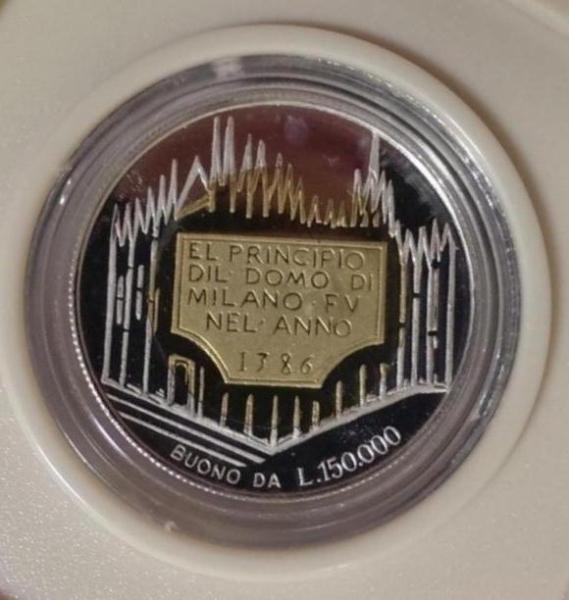 EL PRINCIPIO
DIL·DOMO DI
MILANO·FV
NEL·ANNO
1386
BUONO DA L.150.000